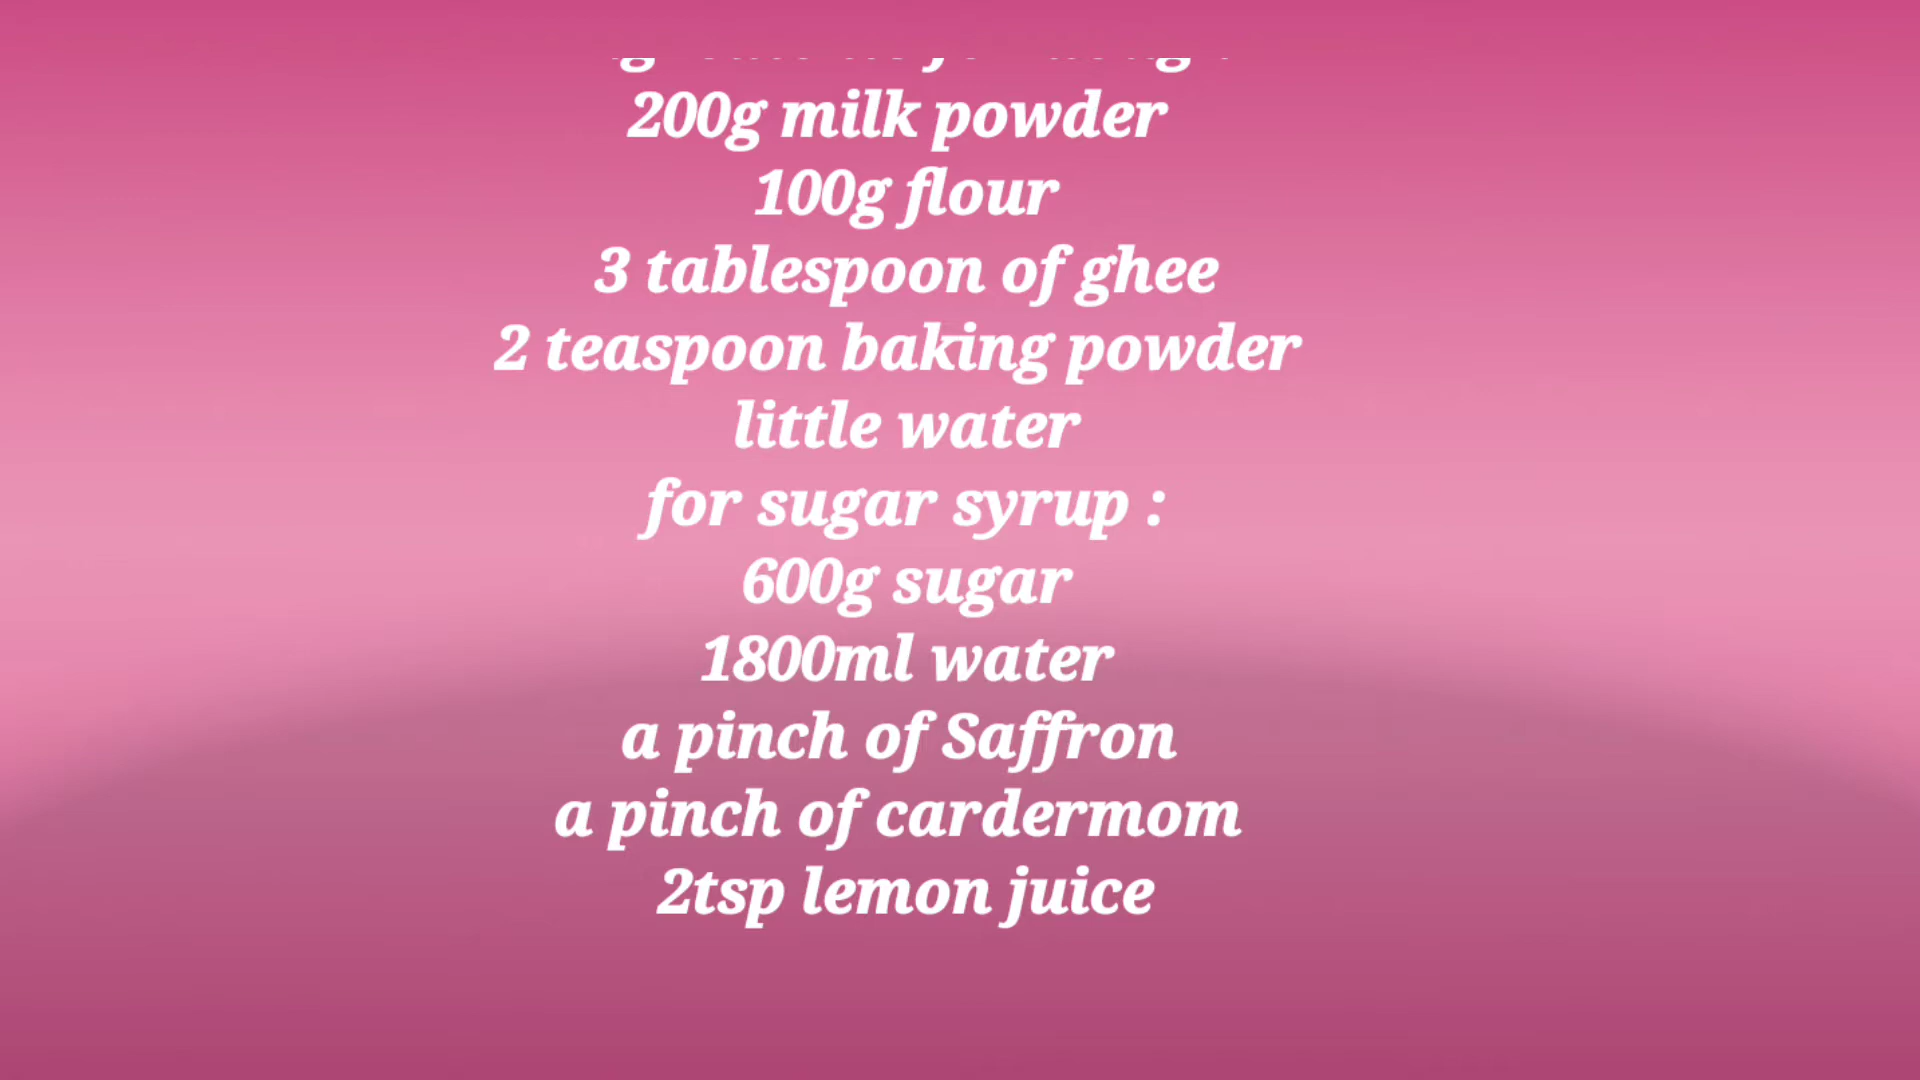 200g milk powder
100g flour
3 tablespoon of ghee
2 teaspoon baking powder
little water
for sugar syrup :
600g sugar
1800ml water
a pinch of Saffron
a pinch of cardermom
2tsp lemon juice